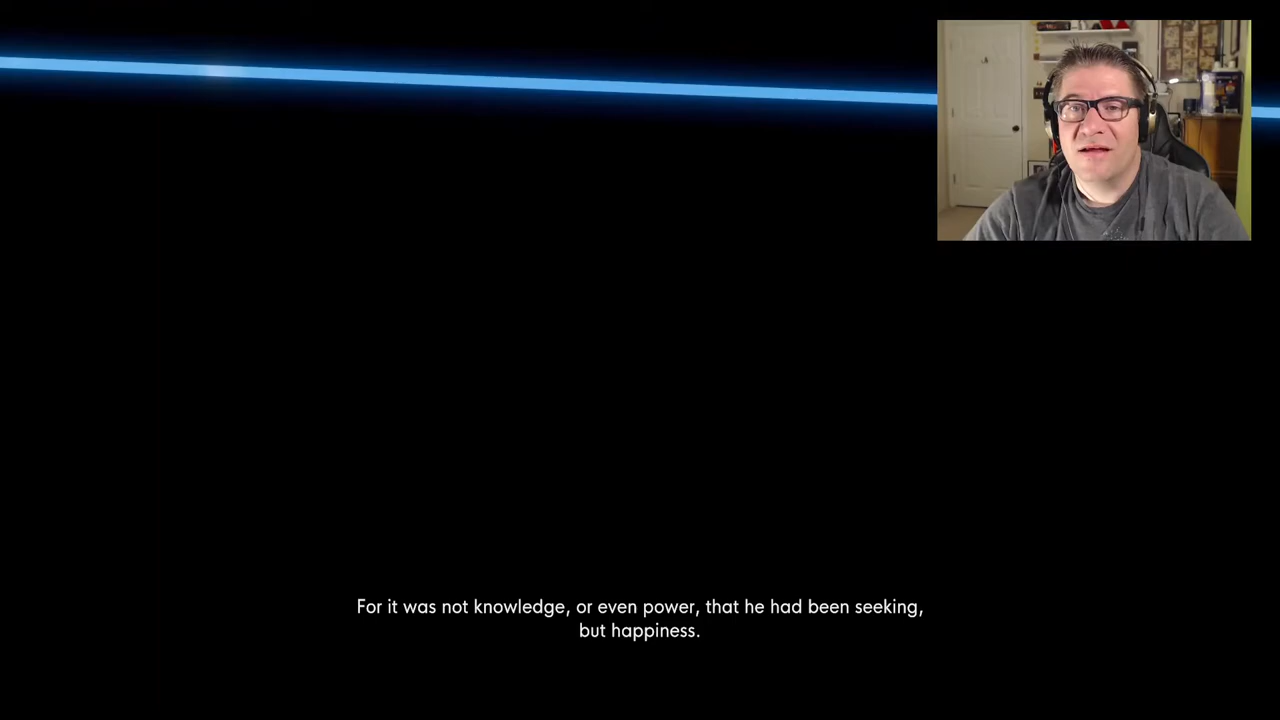 For it was not knowledge, or even power, that he had been seeking,
but happiness.